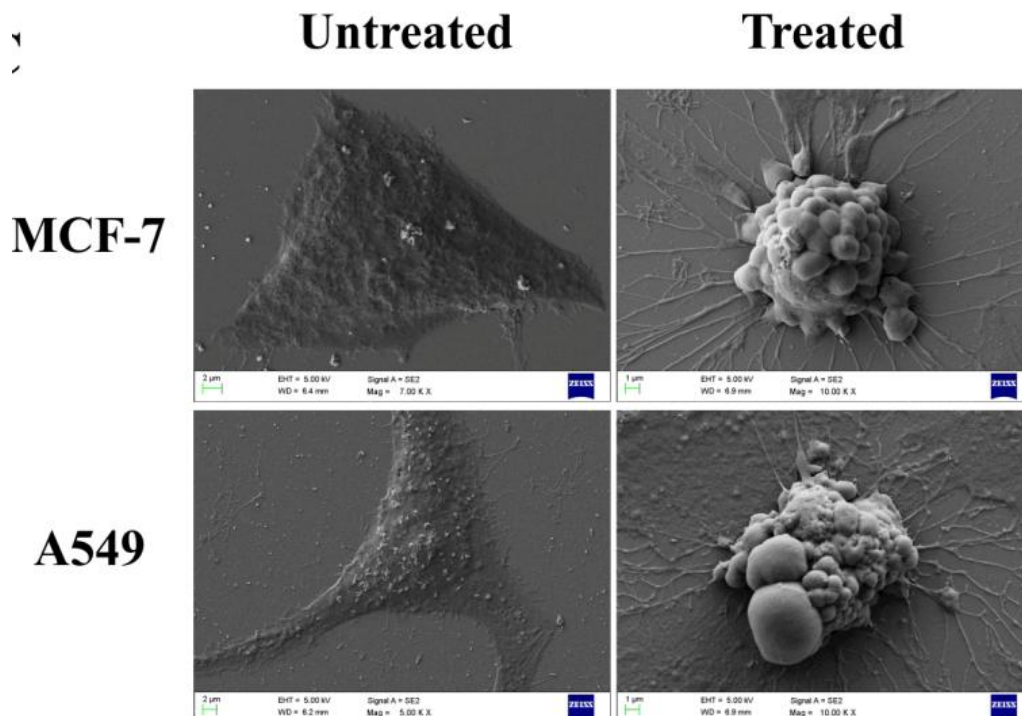 Untreated Treated
MCF-7
2 µm EHT = 5.00 kV Signal A = SE2 ZEISS
WD = 6.4 mm Mag = 7.00 K X
1 µm EHT = 5.00 kV Signal A = SE2 ZEISS
WD = 6.9 mm Mag = 10.00 K X
A549
2 µm EHT = 5.00 kV Signal A = SE2 ZEISS
WD = 6.2 mm Mag = 5.00 K X
1 µm EHT = 5.00 kV Signal A = SE2 ZEISS
WD = 6.9 mm Mag = 10.00 K X